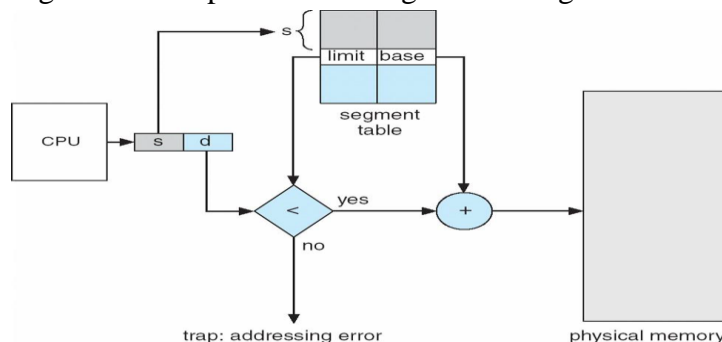 s
limit base
segment
table
CPU
s d
<
yes
+
no
trap: addressing error
physical memory